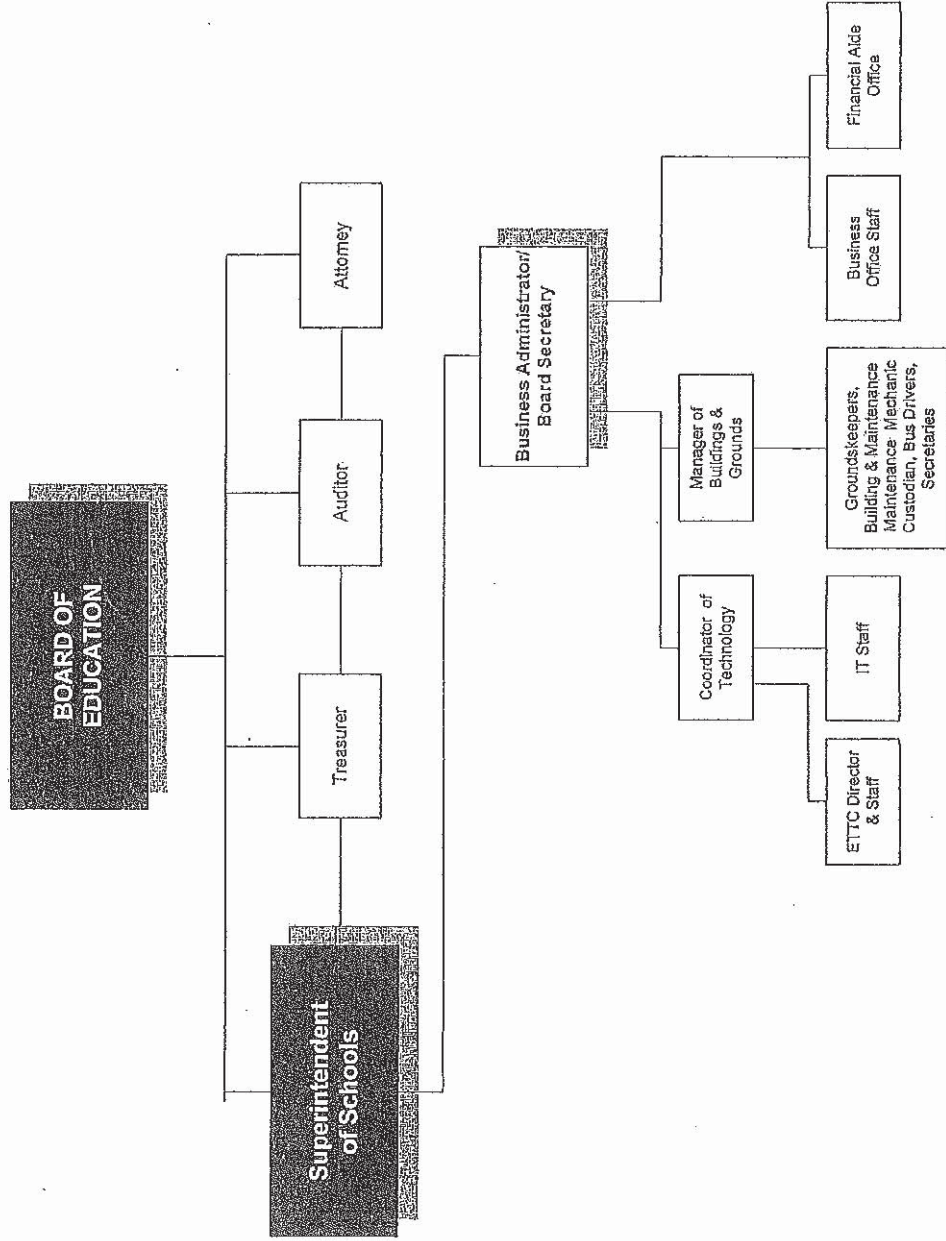 BOARD OF
EDUCATION
Superintendent
of Schools
Treasurer
Auditor
Attorney
Business Administrator/
Board Secretary
Coordinator of
Technology
Manager of
Buildings &
Grounds
ETTC Director
& Staff
IT Staff
Groundskeepers,
Building & Maintenance
Maintenance Mechanic
Custodian, Bus Drivers,
Secretaries
Business
Office Staff
Financial Aide
Office